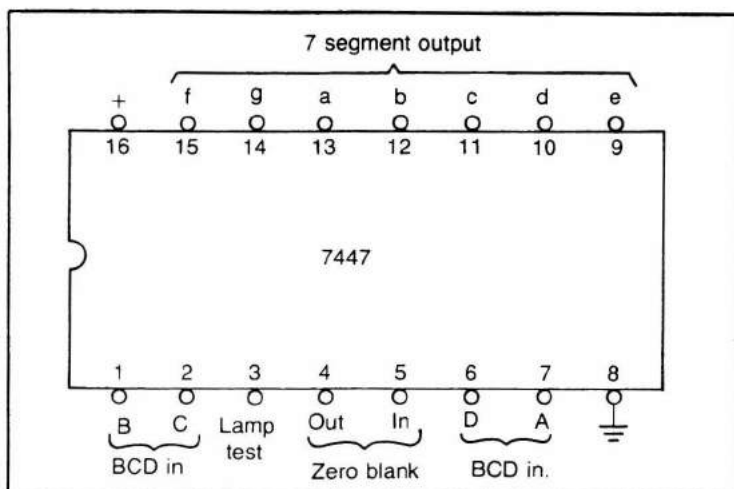 7 segment output
+ f g a b c d e
16 15 14 13 12 11 10 9
7447
1 2 3 4 5 6 7 8
B C Lamp test Out In D A
BCD in Zero blank BCD in.